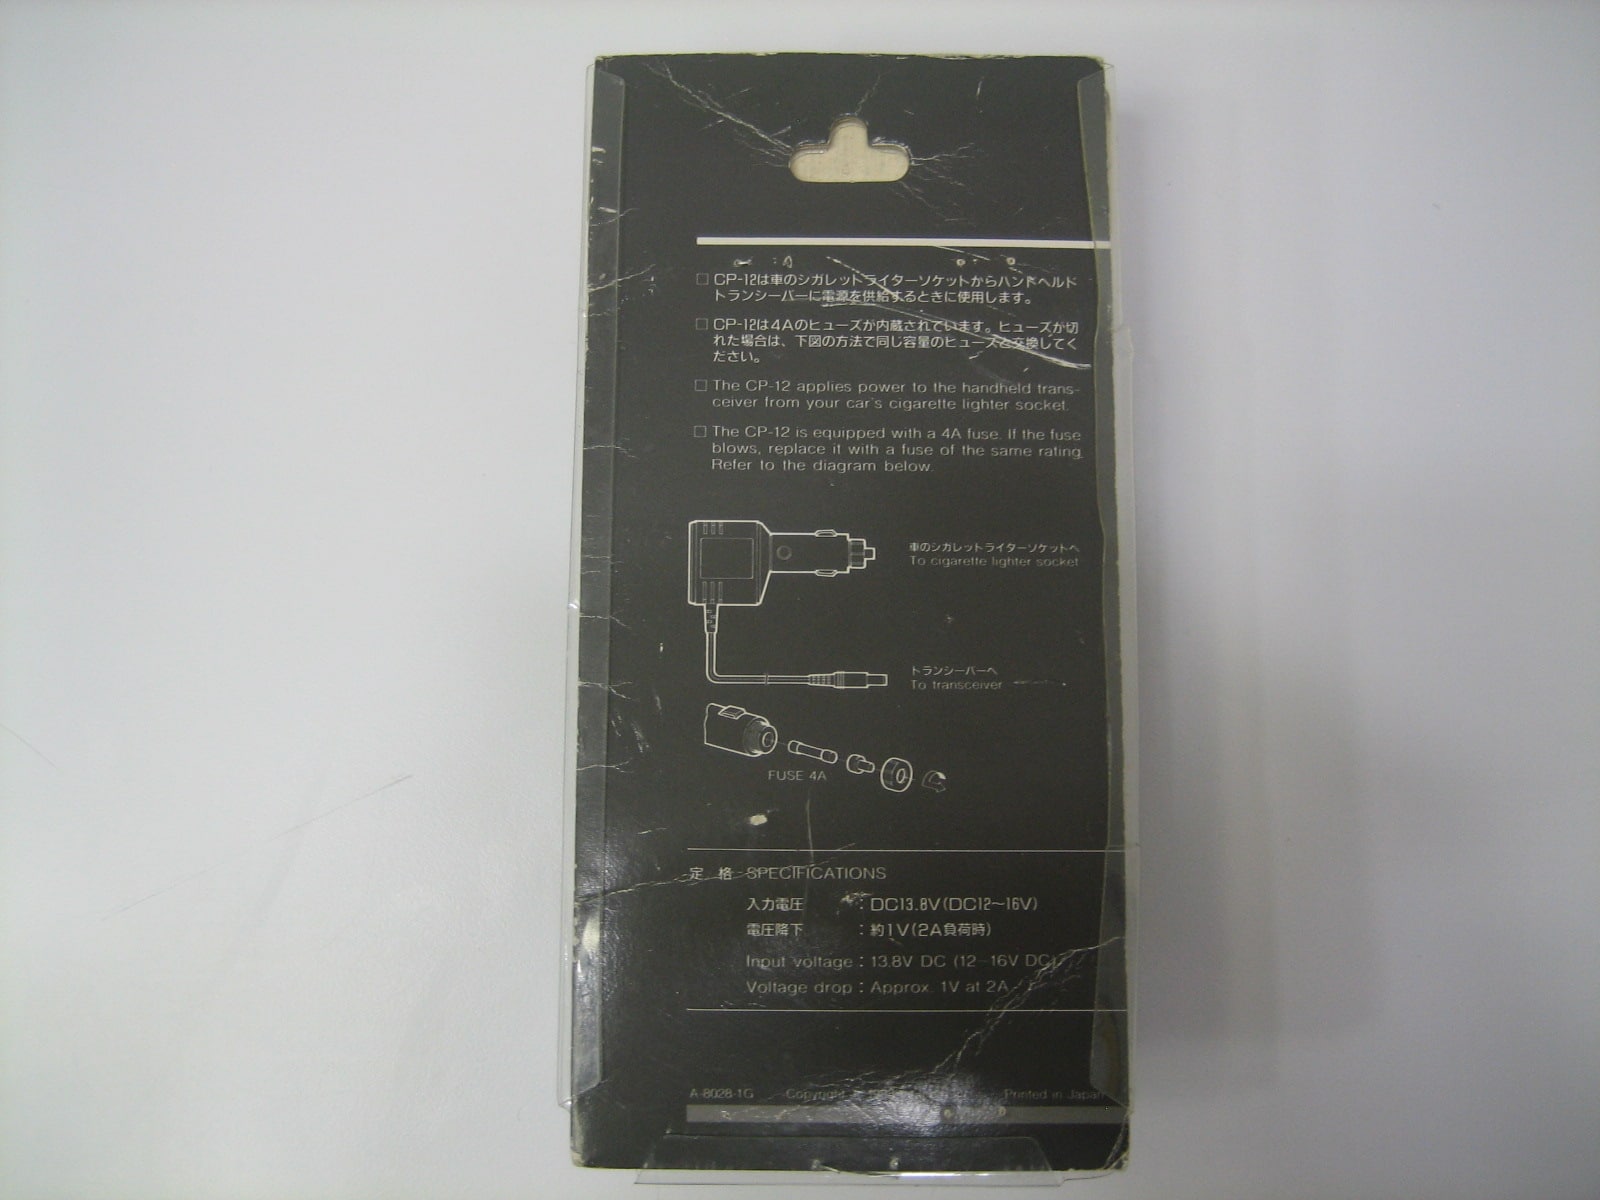 □ CP-12は車のシガレットライターソケットからハンドヘルド
トランシーバーに電源を供給するときに使用します。
□ CP-12は4Aのヒューズが内蔵されています。ヒューズが切
れた場合は、下図の方法で同じ容量のヒューズと交換してく
ださい。
□ The CP-12 applies power to the handheld trans-
ceiver from your car's cigarette lighter socket.
□ The CP-12 is equipped with a 4A fuse. If the fuse
blows, replace it with a fuse of the same rating.
Refer to the diagram below.
車のシガレットライターソケットへ
To cigarette lighter socket
トランシーバーへ
To transceiver
FUSE 4A
定 格 SPECIFICATIONS
入力電圧 : DC13.8V(DC12〜16V)
電圧降下 : 約1V(2A負荷時)
Input voltage : 13.8V DC (12–16V DC)
Voltage drop : Approx. 1V at 2A
A-8028-1G Copyright Printed in Japan